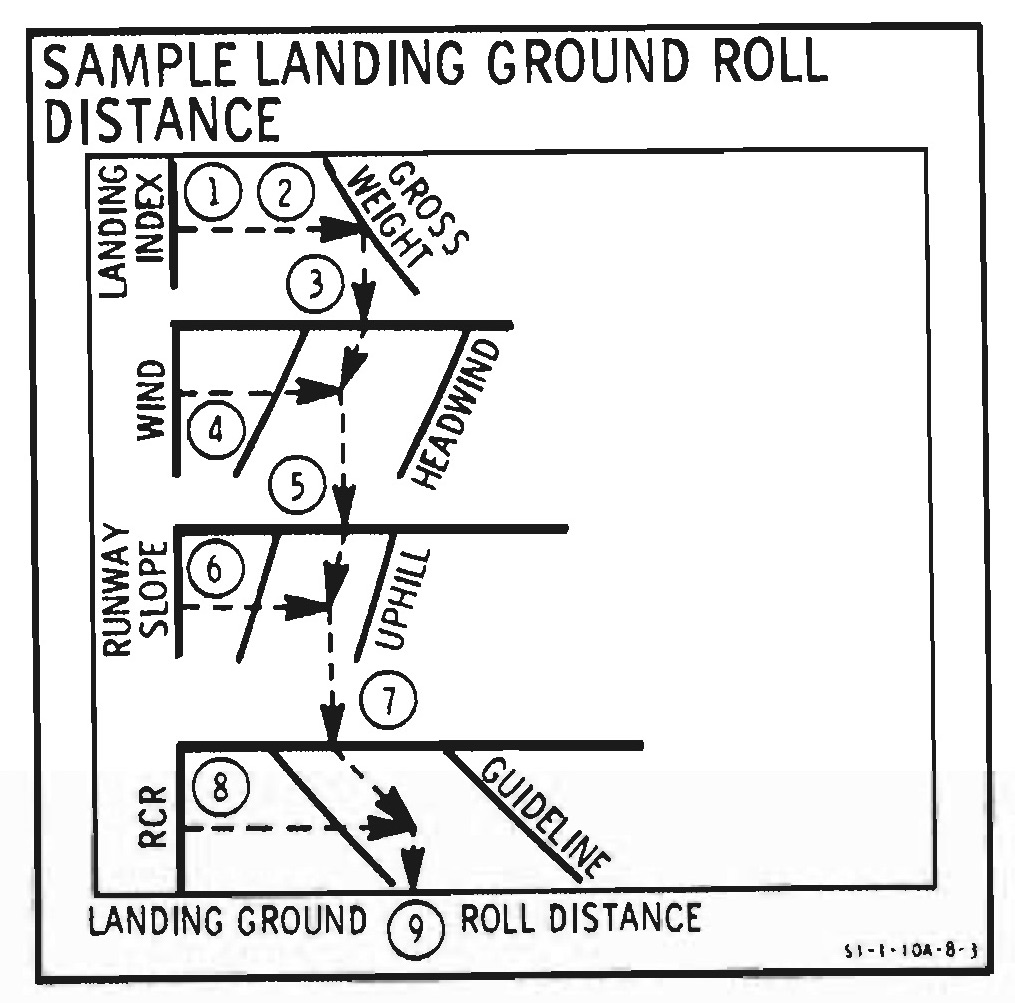 SAMPLE LANDING GROUND ROLL
DISTANCE
LANDING
INDEX
1
2
GROSS
WEIGHT
3
WIND
4
HEADWIND
5
RUNWAY
SLOPE
6
UPHILL
7
RCR
8
GUIDELINE
LANDING GROUND 9 ROLL DISTANCE
S1-1-10A-8-3